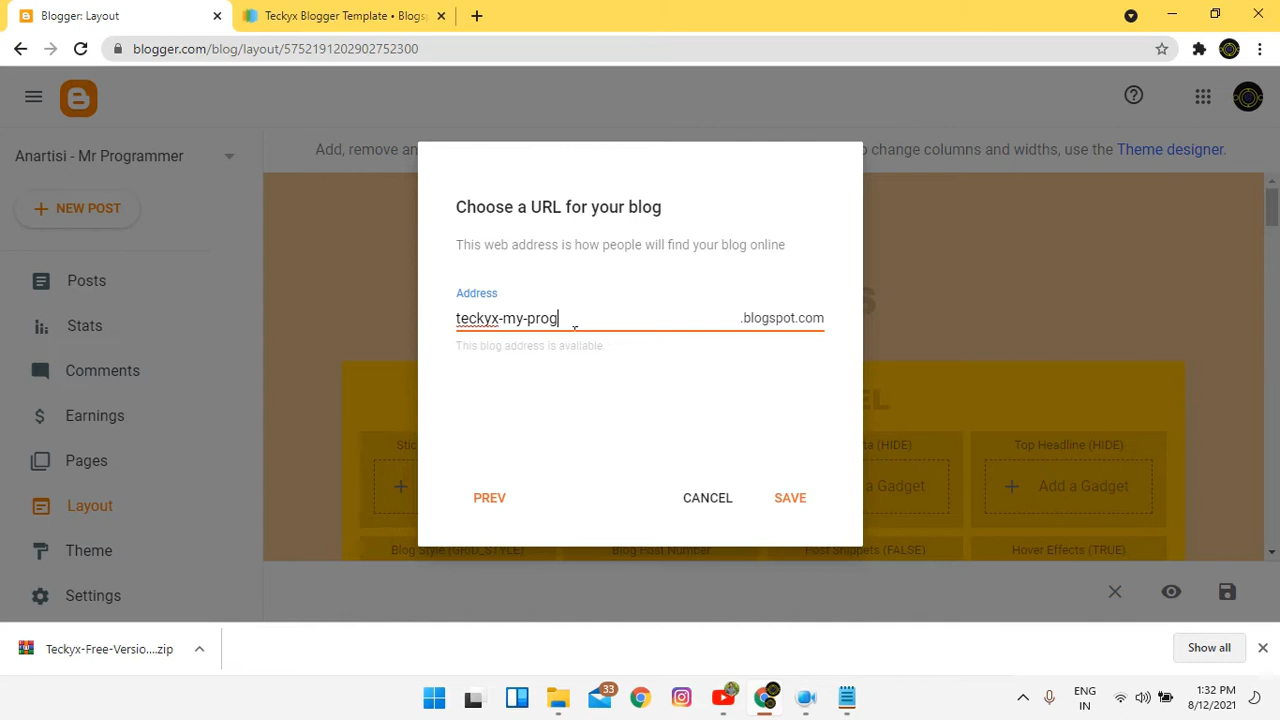 Blogger: Layout
Teckyx Blogger Template • Blogs
blogger.com/blog/layout/5752191202902752300
Anartisi - Mr Programmer
NEW POST
Posts
Stats
Comments
Earnings
Pages
Layout
Theme
Settings
Add, remove an
o change columns and widths, use the Theme designer.
Choose a URL for your blog
This web address is how people will find your blog online
Address
teckyx-my-prog
.blogspot.com
This blog address is available.
PREV
CANCEL
SAVE
S
EL
Stic
ta (HIDE)
Top Headline (HIDE)
a Gadget
Add a Gadget
Blog Style (GRID_STYLE)
Blog Post Number
Post Snippets (FALSE)
Hover Effects (TRUE)
Teckyx-Free-Versio....zip
Show all
33
ENG
IN
1:32 PM
8/12/2021